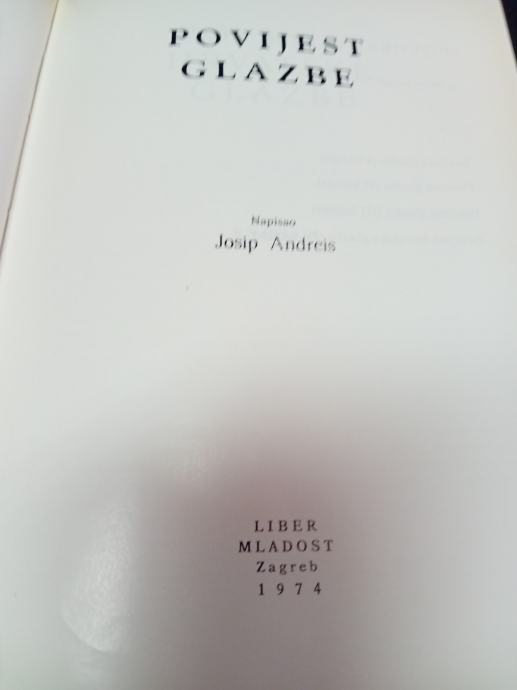 POVIJEST
GLAZBE
Napisao
Josip Andreis
LIBER
MLADOST
Zagreb
1974